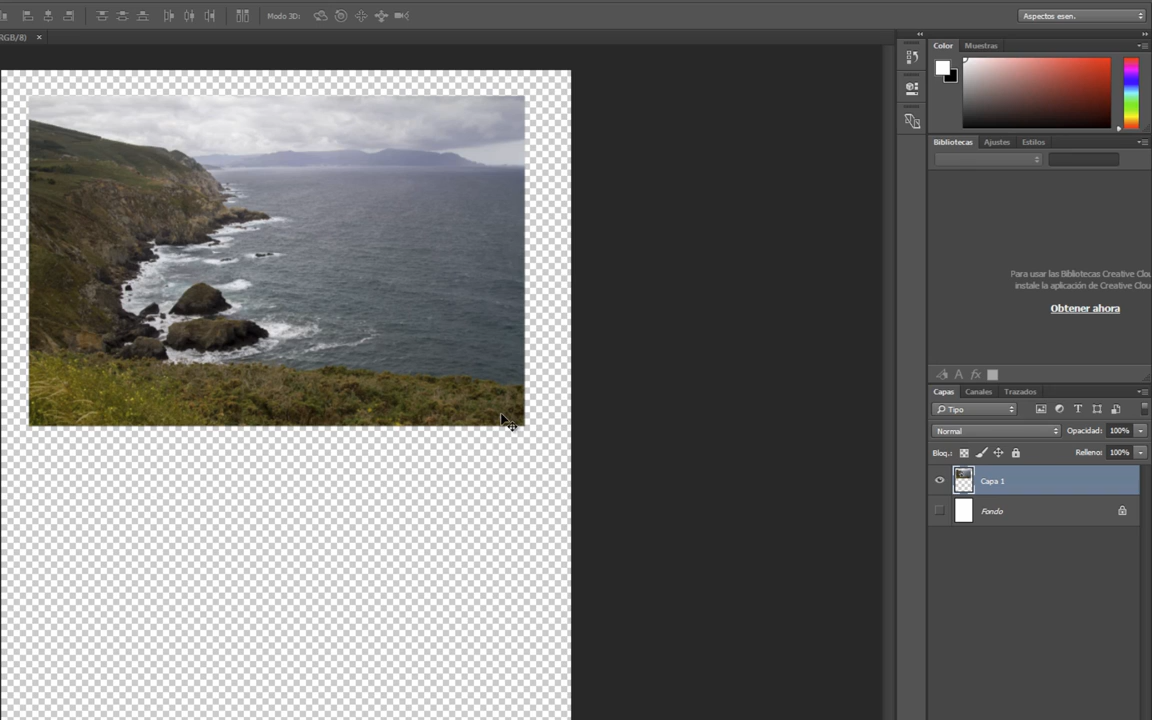 Modo 3D:
Aspectos esen.
RGB/8) ×
Color Muestras
Bibliotecas Ajustes Estilos
Para usar las Bibliotecas Creative Clou
instale la aplicación de Creative Clou
Obtener ahora
Capas Canales Trazados
Tipo
Normal Opacidad: 100%
Bloq.: Relleno: 100%
Capa 1
Fondo